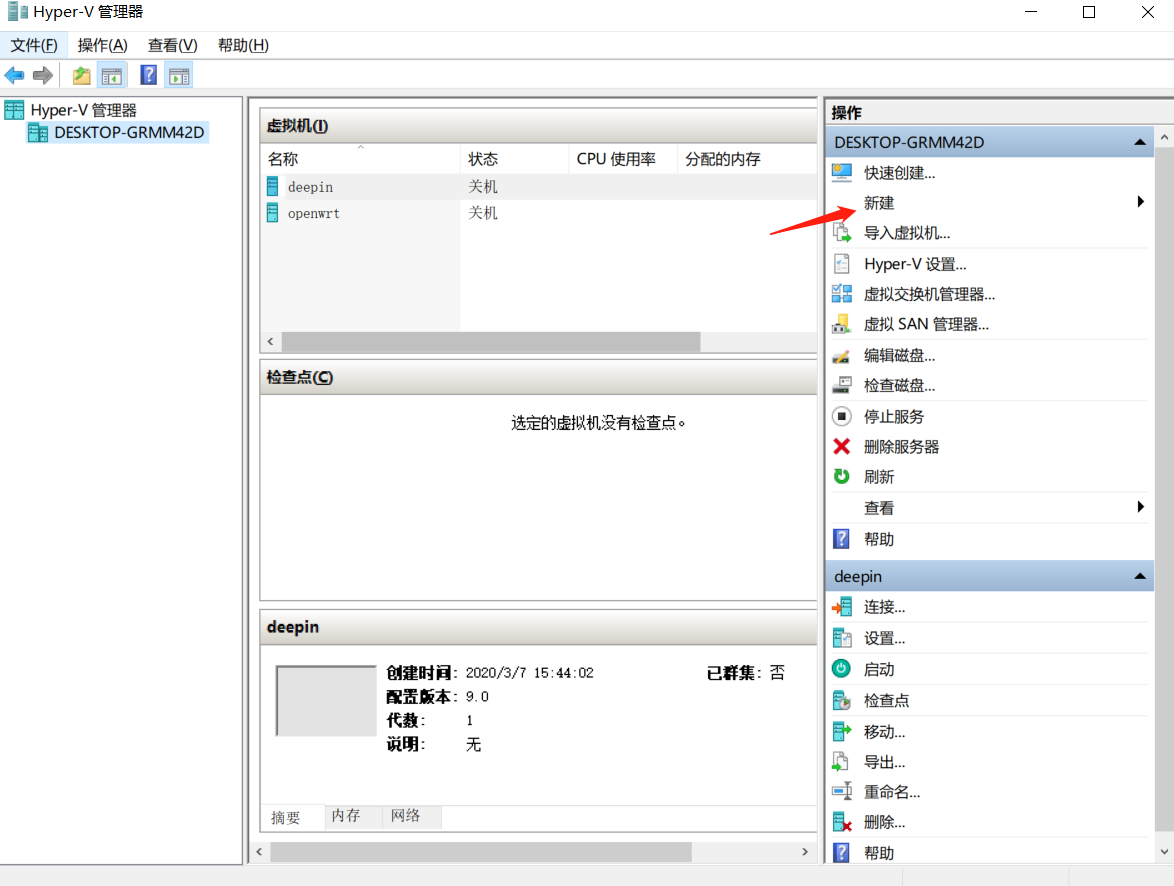 Hyper-V 管理器
文件(F) 操作(A) 查看(V) 帮助(H)
Hyper-V 管理器
DESKTOP-GRMM42D
虚拟机(I)
名称 状态 CPU 使用率 分配的内存
deepin 关机
openwrt 关机
检查点(C)
选定的虚拟机没有检查点。
deepin
创建时间: 2020/3/7 15:44:02 已群集: 否
配置版本: 9.0
代数: 1
说明: 无
摘要 内存 网络
操作
DESKTOP-GRMM42D
快速创建...
新建
导入虚拟机...
Hyper-V 设置...
虚拟交换机管理器...
虚拟 SAN 管理器...
编辑磁盘...
检查磁盘...
停止服务
删除服务器
刷新
查看
帮助
deepin
连接...
设置...
启动
检查点
移动...
导出...
重命名...
删除...
帮助